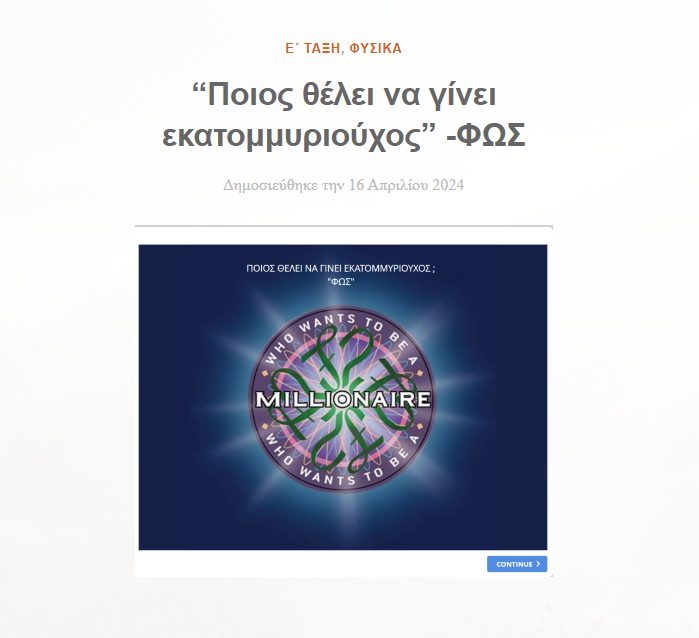 Ε΄ ΤΑΞΗ, ΦΥΣΙΚΑ
“Ποιος θέλει να γίνει
εκατομμυριούχος” -ΦΩΣ
Δημοσιεύθηκε την 16 Απριλίου 2024
ΠΟΙΟΣ ΘΕΛΕΙ ΝΑ ΓΙΝΕΙ ΕΚΑΤΟΜΜΥΡΙΟΥΧΟΣ ;
"ΦΩΣ"
WHO WANTS TO BE A
MILLIONAIRE
WHO WANTS TO BE A
CONTINUE